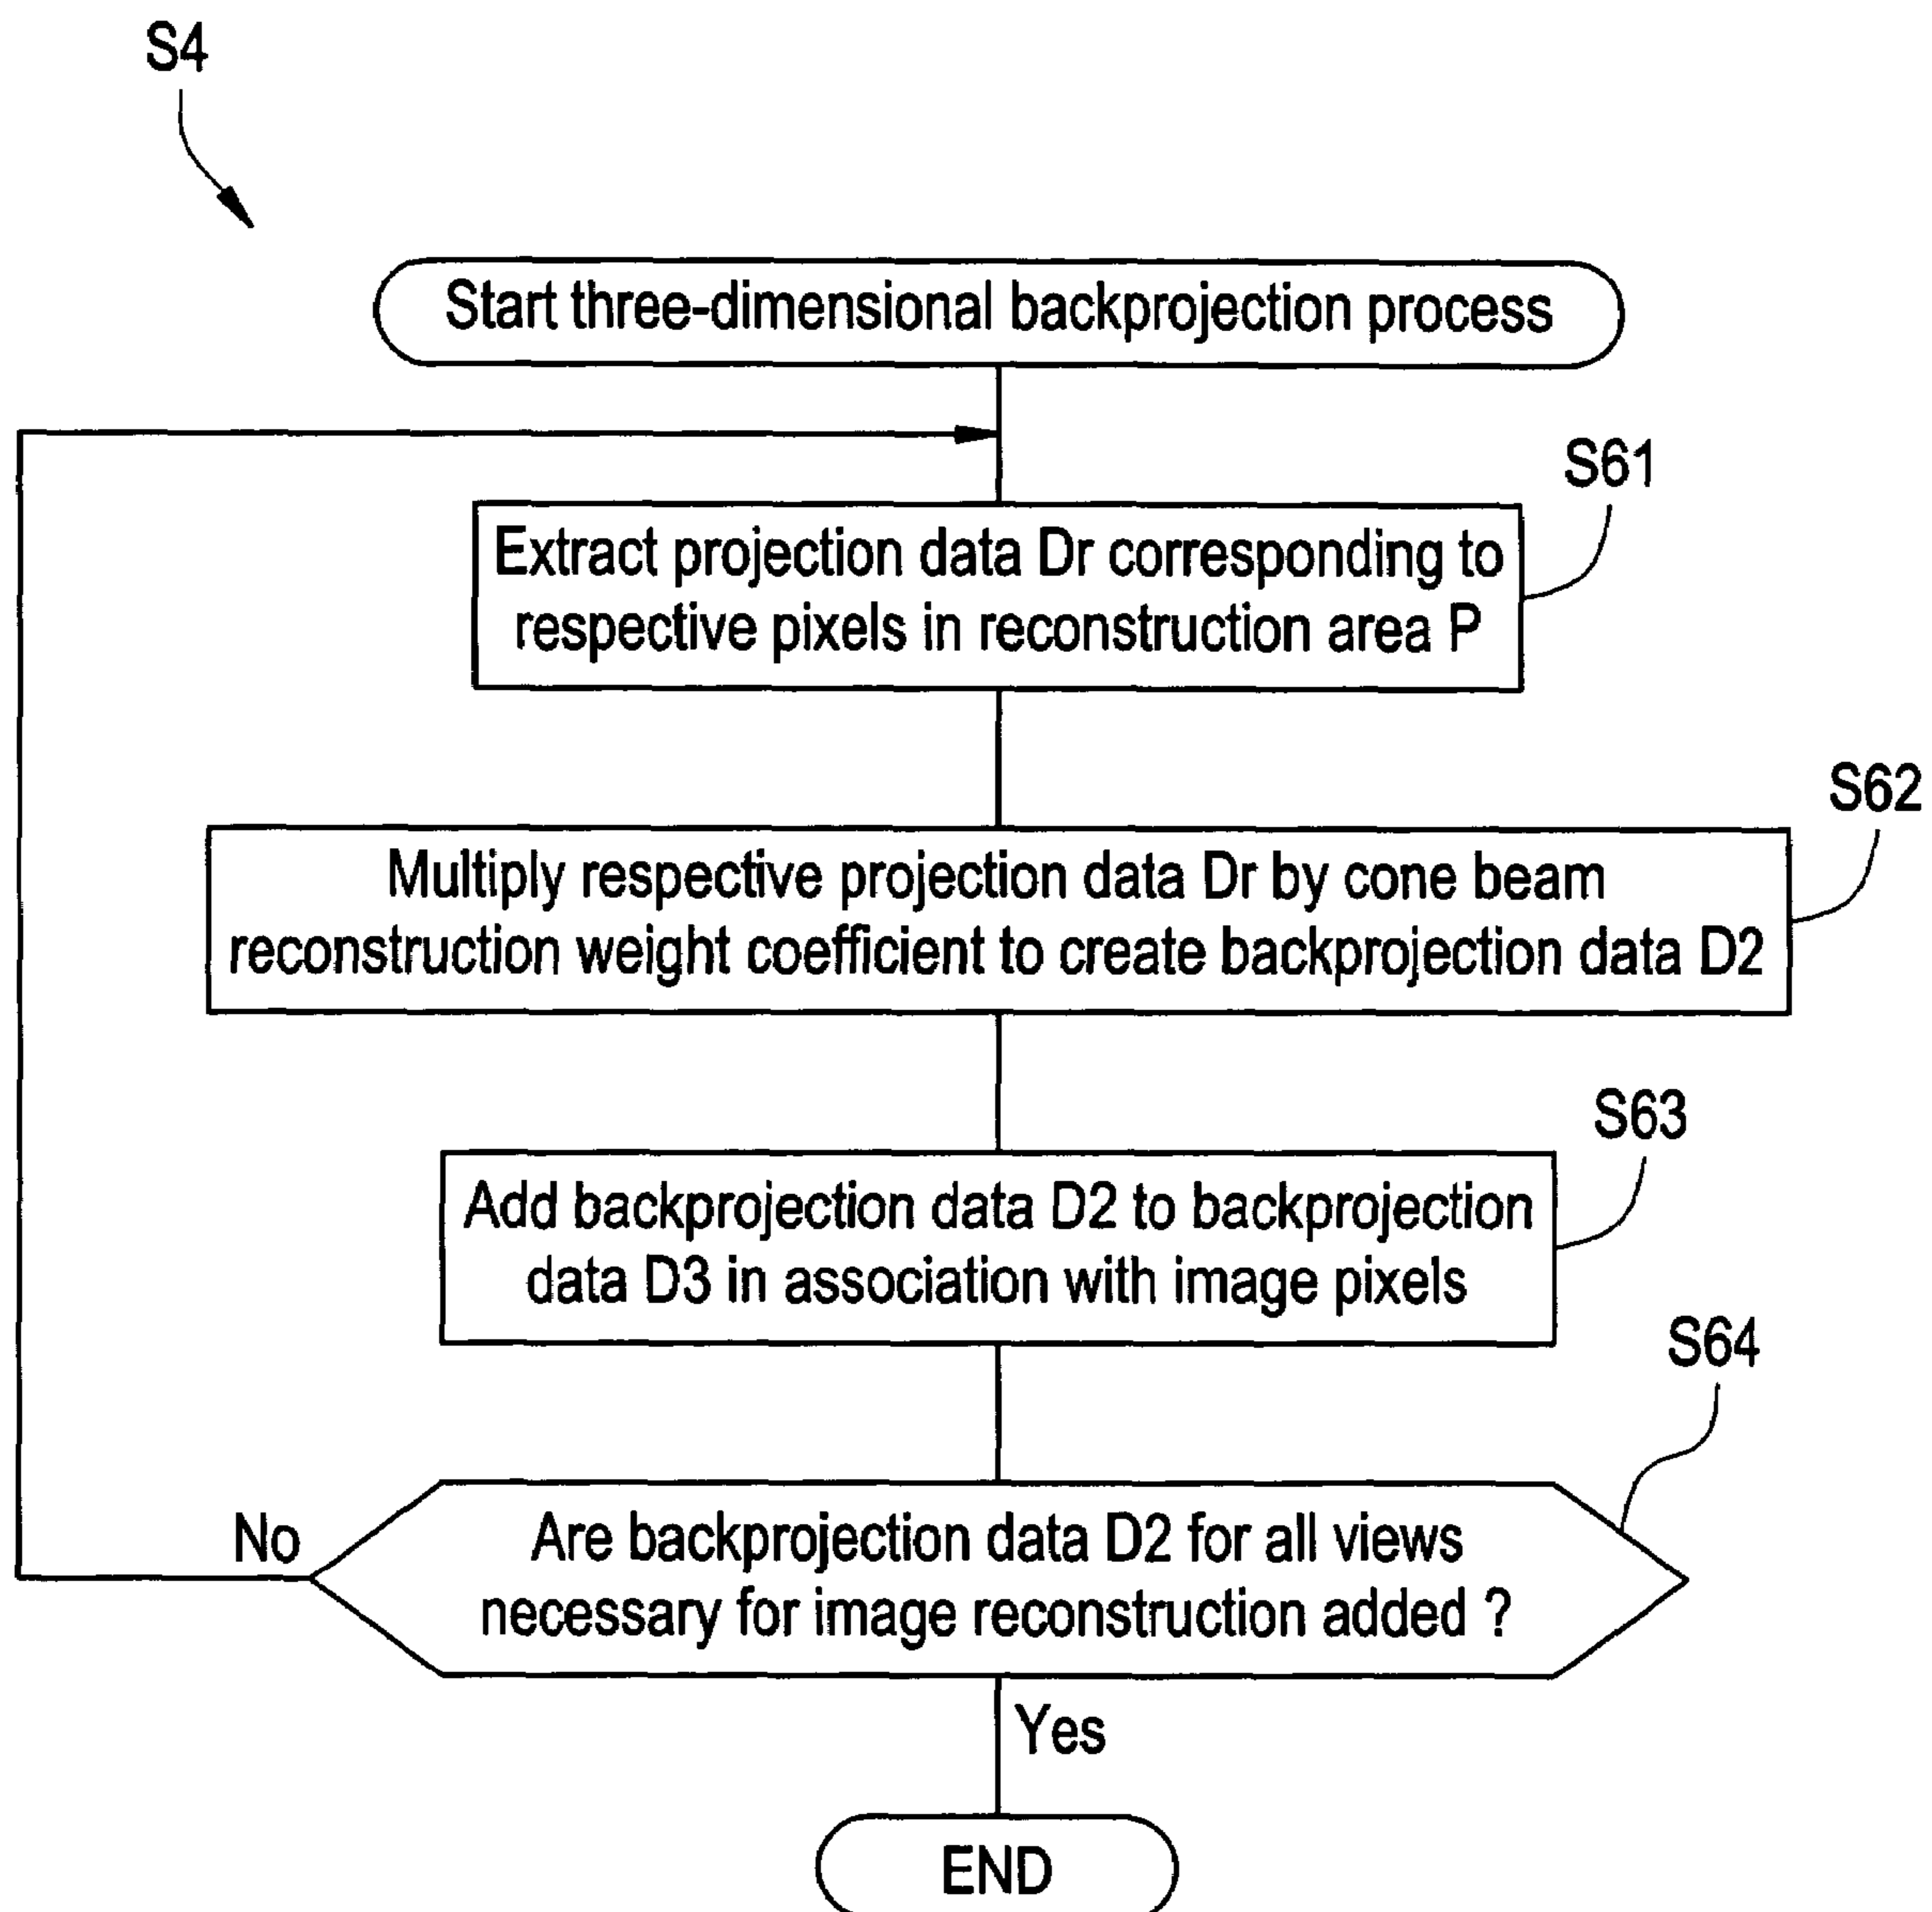 S4
Start three-dimensional backprojection process
S61
Extract projection data Dr corresponding to
respective pixels in reconstruction area P
S62
Multiply respective projection data Dr by cone beam
reconstruction weight coefficient to create backprojection data D2
S63
Add backprojection data D2 to backprojection
data D3 in association with image pixels
S64
No
Are backprojection data D2 for all views
necessary for image reconstruction added ?
Yes
END